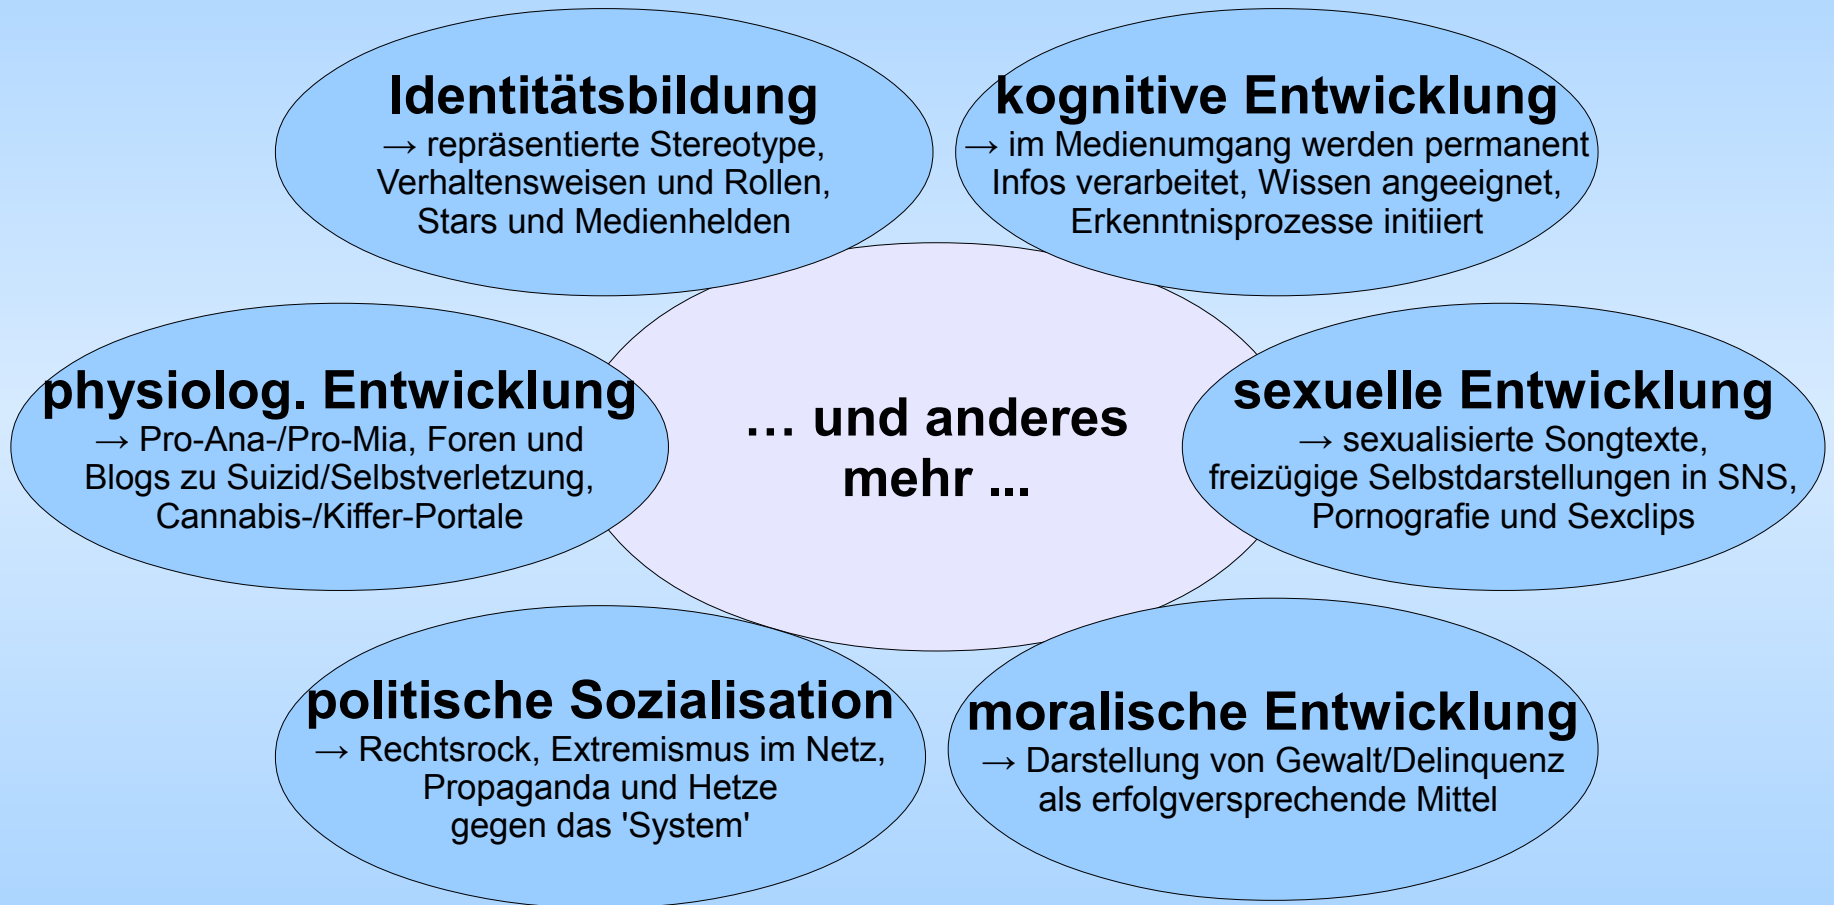 Identitätsbildung
→ repräsentierte Stereotype,
Verhaltensweisen und Rollen,
Stars und Medienhelden
kognitive Entwicklung
→ im Medienumgang werden permanent
Infos verarbeitet, Wissen angeeignet,
Erkenntnisprozesse initiiert
physiolog. Entwicklung
→ Pro-Ana-/Pro-Mia, Foren und
Blogs zu Suizid/Selbstverletzung,
Cannabis-/Kiffer-Portale
… und anderes
mehr ...
sexuelle Entwicklung
→ sexualisierte Songtexte,
freizügige Selbstdarstellungen in SNS,
Pornografie und Sexclips
politische Sozialisation
→ Rechtsrock, Extremismus im Netz,
Propaganda und Hetze
gegen das 'System'
moralische Entwicklung
→ Darstellung von Gewalt/Delinquenz
als erfolgversprechende Mittel